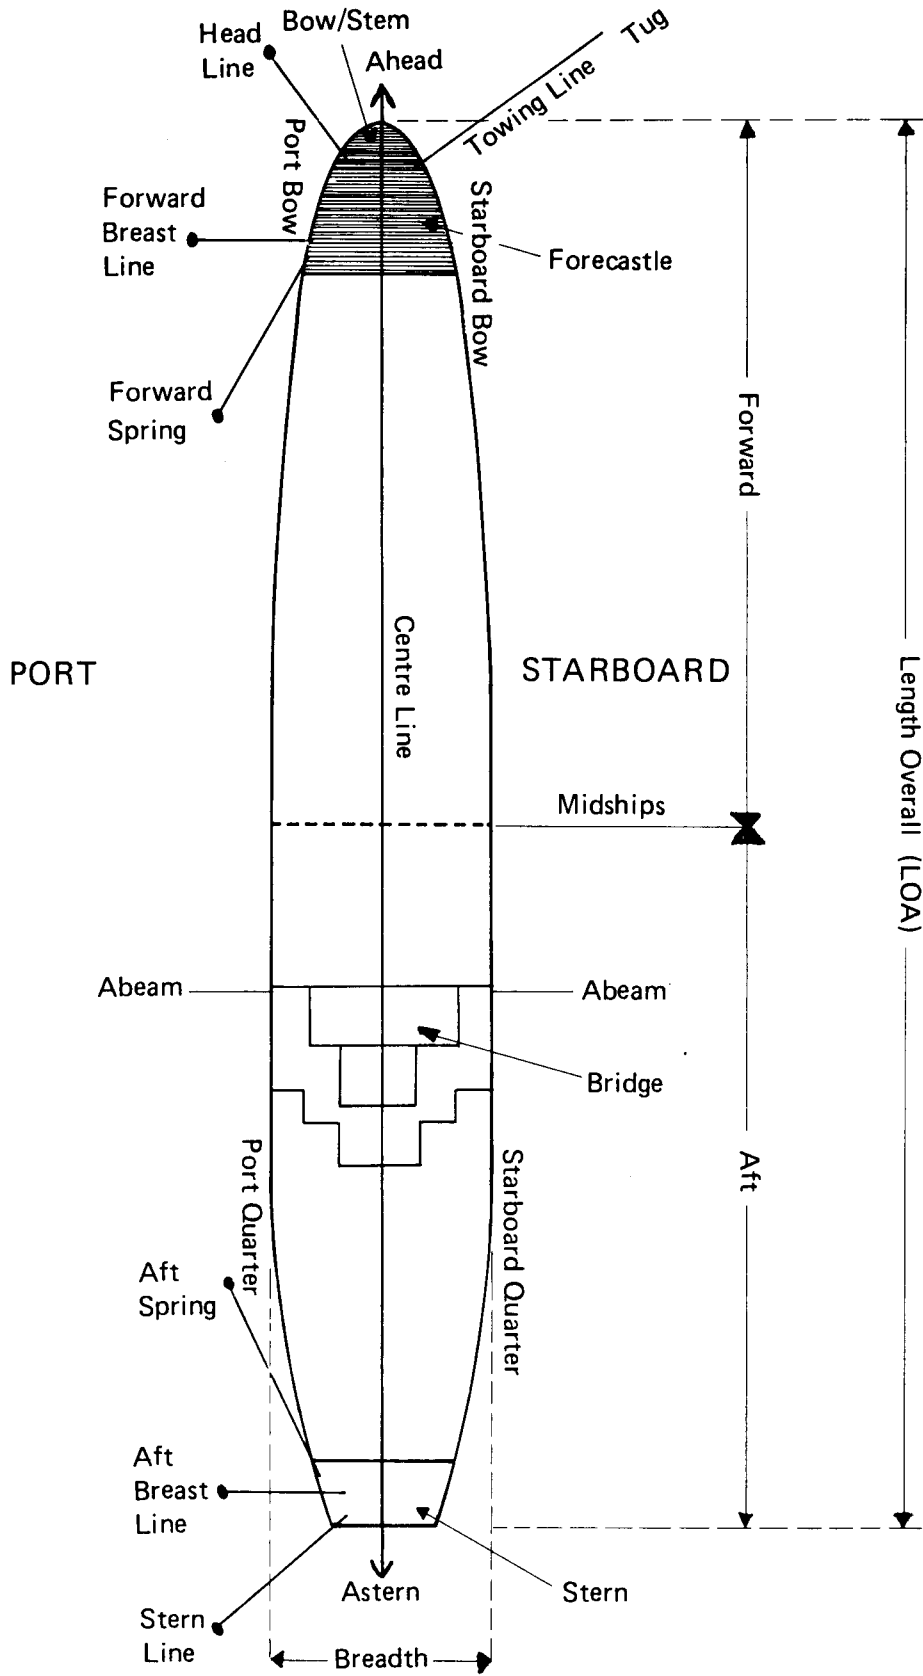 Bow/Stem
Head
Line
Ahead
Tug
Towing Line
Port Bow
Starboard Bow
Forward
Breast
Line
Forecastle
Forward
Spring
Forward
Centre Line
PORT
STARBOARD
Length Overall (LOA)
Midships
Abeam
Abeam
Bridge
Aft
Port Quarter
Starboard Quarter
Aft
Spring
Aft
Breast
Line
Astern
Stern
Stern
Line
Breadth